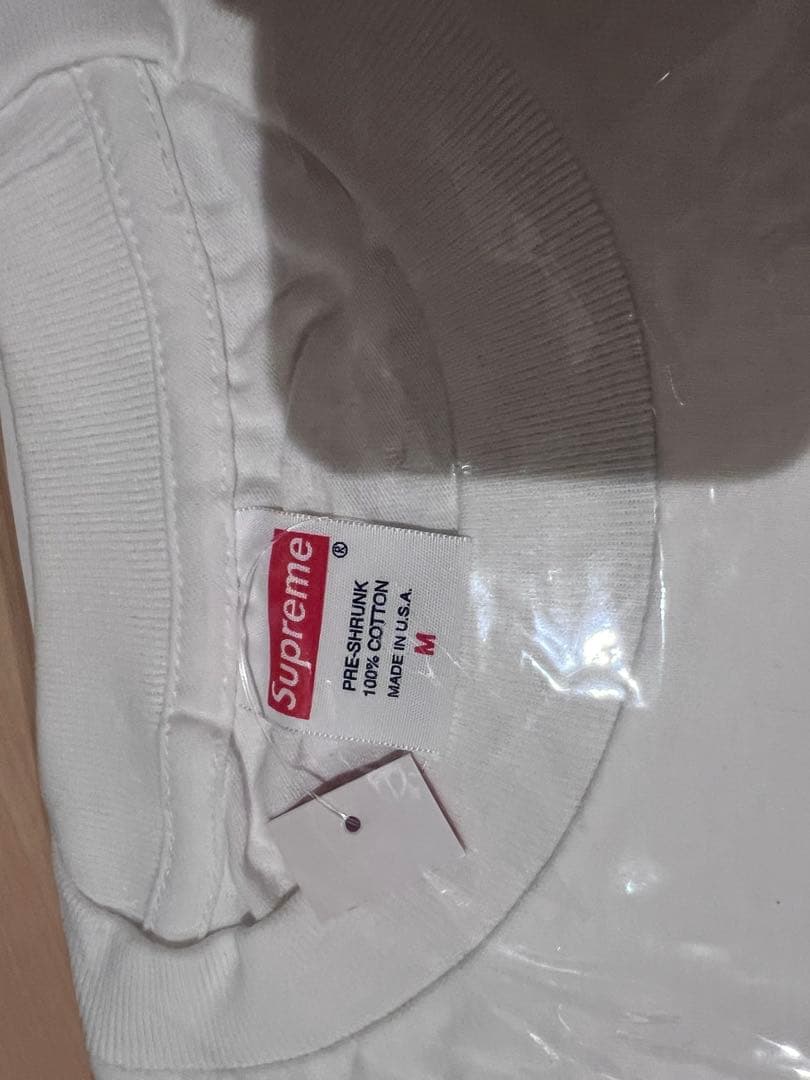 Supreme
®
PRE-SHRUNK
100% COTTON
MADE IN U.S.A.
M